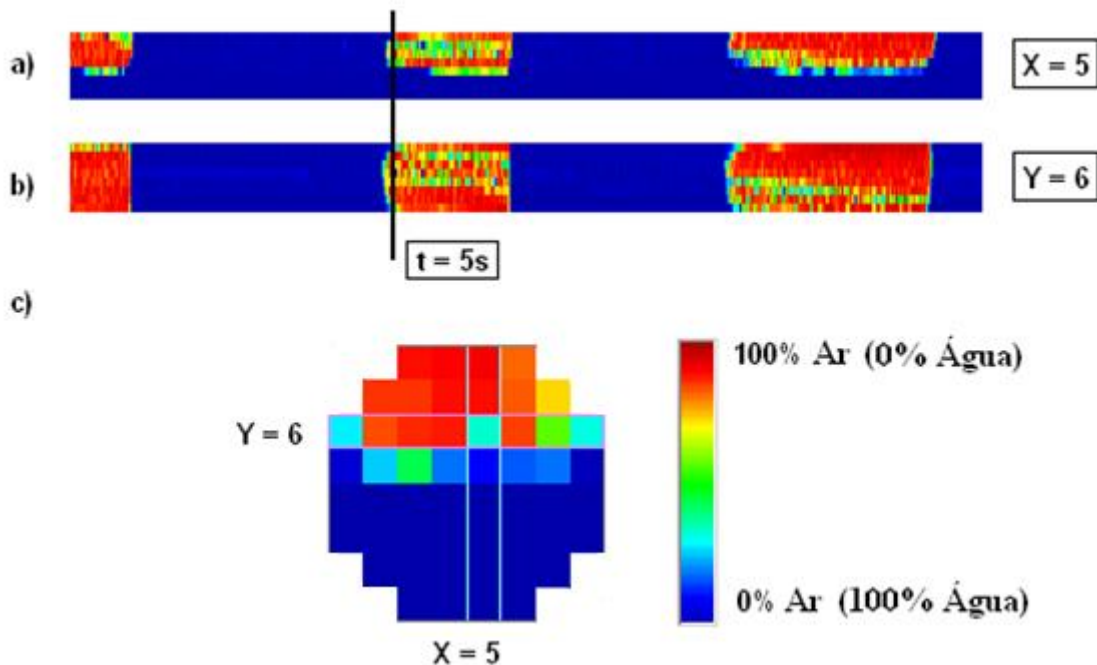 a)
X = 5
b)
Y = 6
t = 5s
c)
100% Ar (0% Água)
Y = 6
0% Ar (100% Água)
X = 5